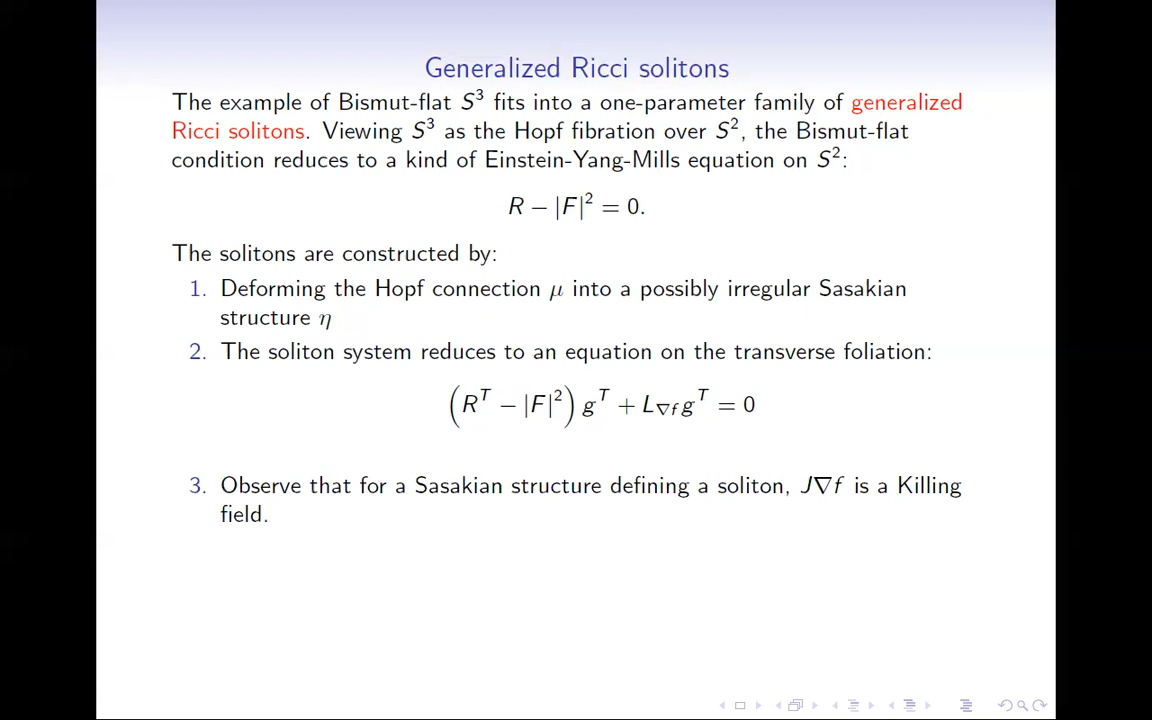 Generalized Ricci solitons
The example of Bismut-flat S³ fits into a one-parameter family of generalized
Ricci solitons. Viewing S³ as the Hopf fibration over S², the Bismut-flat
condition reduces to a kind of Einstein-Yang-Mills equation on S²:
R − |F|² = 0.
The solitons are constructed by:
1. Deforming the Hopf connection μ into a possibly irregular Sasakian
structure η
2. The soliton system reduces to an equation on the transverse foliation:
(Rᵀ − |F|²) gᵀ + L_{∇f} gᵀ = 0
3. Observe that for a Sasakian structure defining a soliton, J∇f is a Killing
field.